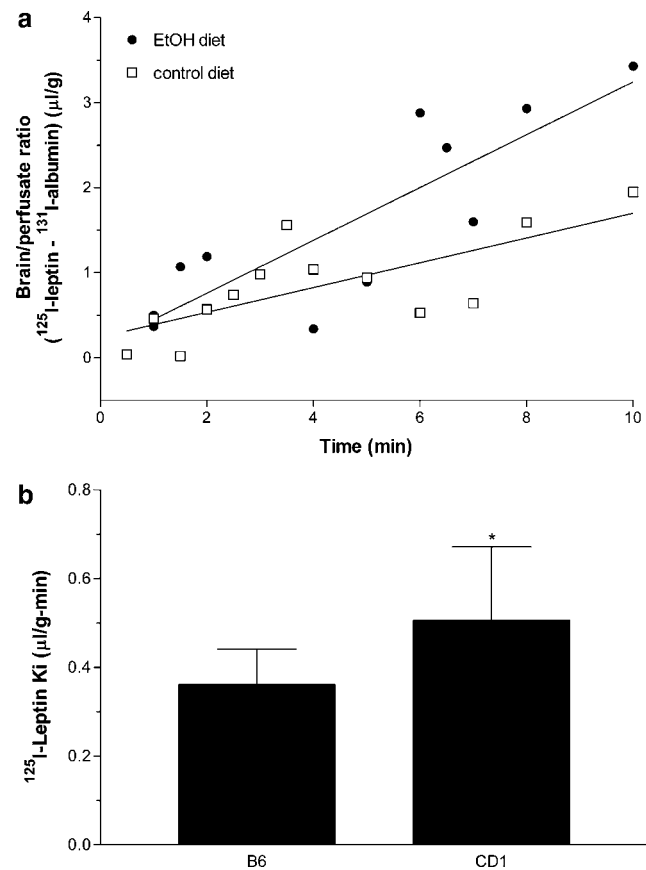 a
4
3
2
1
0
EtOH diet
control diet
Brain/perfusate ratio
(¹²⁵I-leptin - ¹³¹I-albumin) (μl/g)
0 2 4 6 8 10
Time (min)
b
0.8
0.6
0.4
0.2
0.0
¹²⁵I-Leptin Ki (μl/g-min)
*
B6 CD1